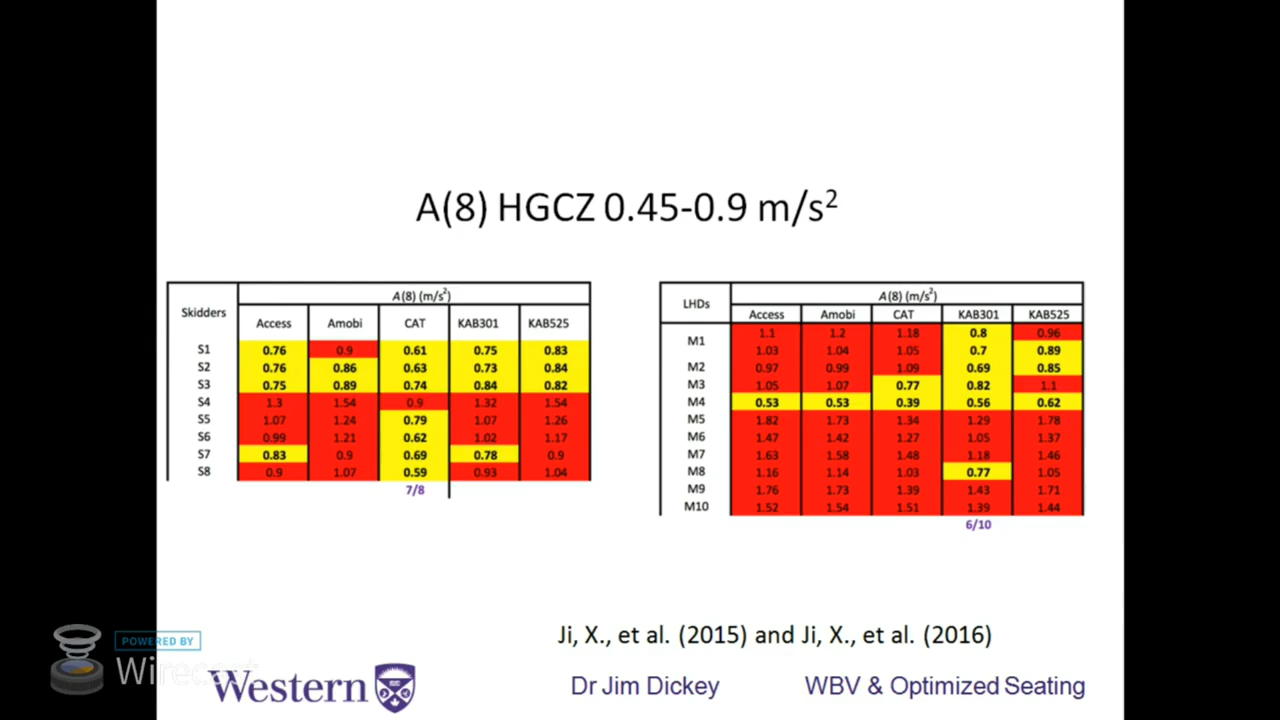 A(8) HGCZ 0.45-0.9 m/s²
Skidders A(8) (m/s²)
Access Amobi CAT KAB301 KAB525
S1 0.76 0.9 0.61 0.75 0.83
S2 0.76 0.86 0.63 0.73 0.84
S3 0.75 0.89 0.74 0.84 0.82
S4 1.3 1.54 0.9 1.32 1.54
S5 1.07 1.24 0.79 1.07 1.26
S6 0.99 1.21 0.62 1.02 1.17
S7 0.83 0.9 0.69 0.78 0.9
S8 0.9 1.07 0.59 0.93 1.04
7/8
LHDs A(8) (m/s²)
Access Amobi CAT KAB301 KAB525
M1 1.1 1.2 1.18 0.8 0.96
1.03 1.04 1.05 0.7 0.89
M2 0.97 0.99 1.09 0.69 0.85
M3 1.05 1.07 0.77 0.82 1.1
M4 0.53 0.53 0.39 0.56 0.62
M5 1.82 1.73 1.34 1.29 1.78
M6 1.47 1.42 1.27 1.05 1.37
M7 1.63 1.58 1.48 1.18 1.46
M8 1.16 1.14 1.03 0.77 1.05
M9 1.76 1.73 1.39 1.43 1.71
M10 1.52 1.54 1.51 1.39 1.44
6/10
Ji, X., et al. (2015) and Ji, X., et al. (2016)
POWERED BY
Wirecast
Western
Dr Jim Dickey
WBV & Optimized Seating